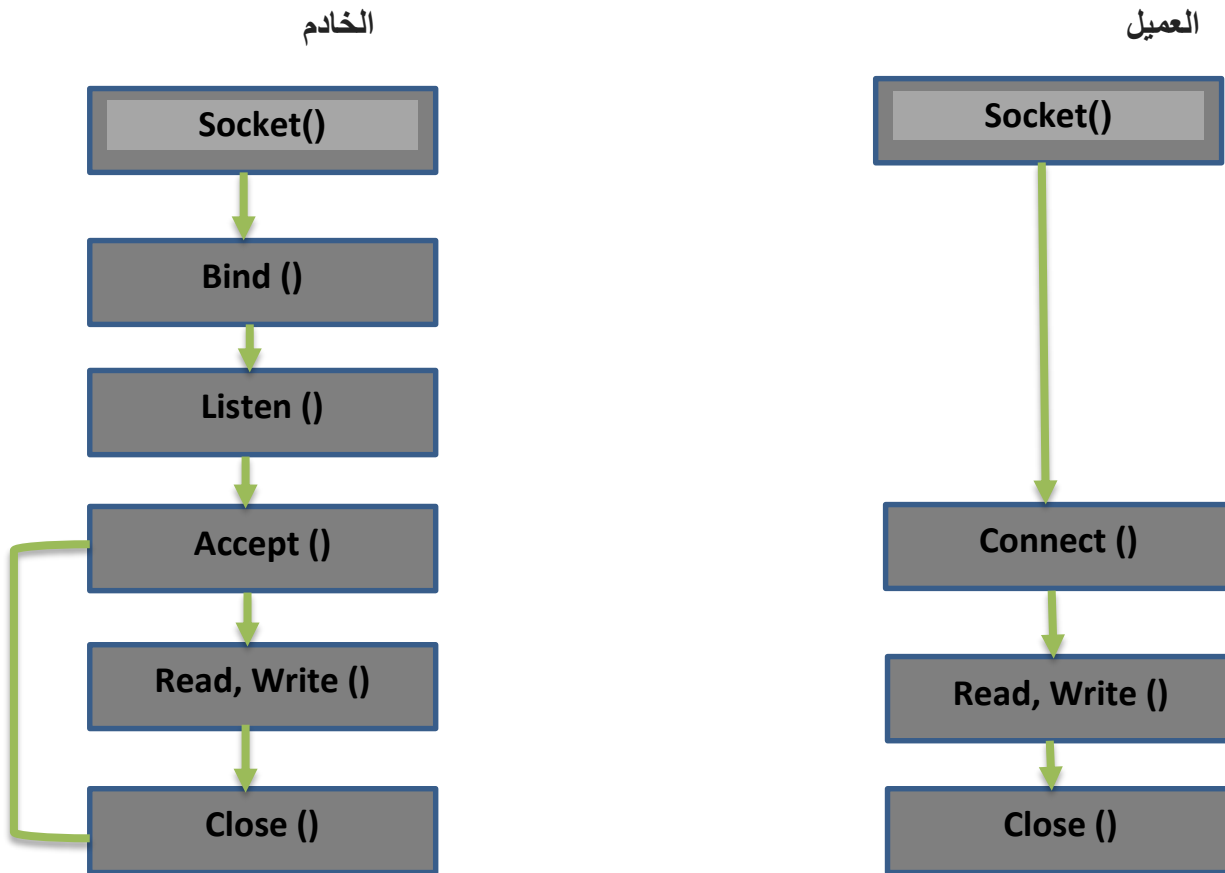 الخادم
العميل
Socket()
Bind ()
Listen ()
Accept ()
Read, Write ()
Close ()
Socket()
Connect ()
Read, Write ()
Close ()